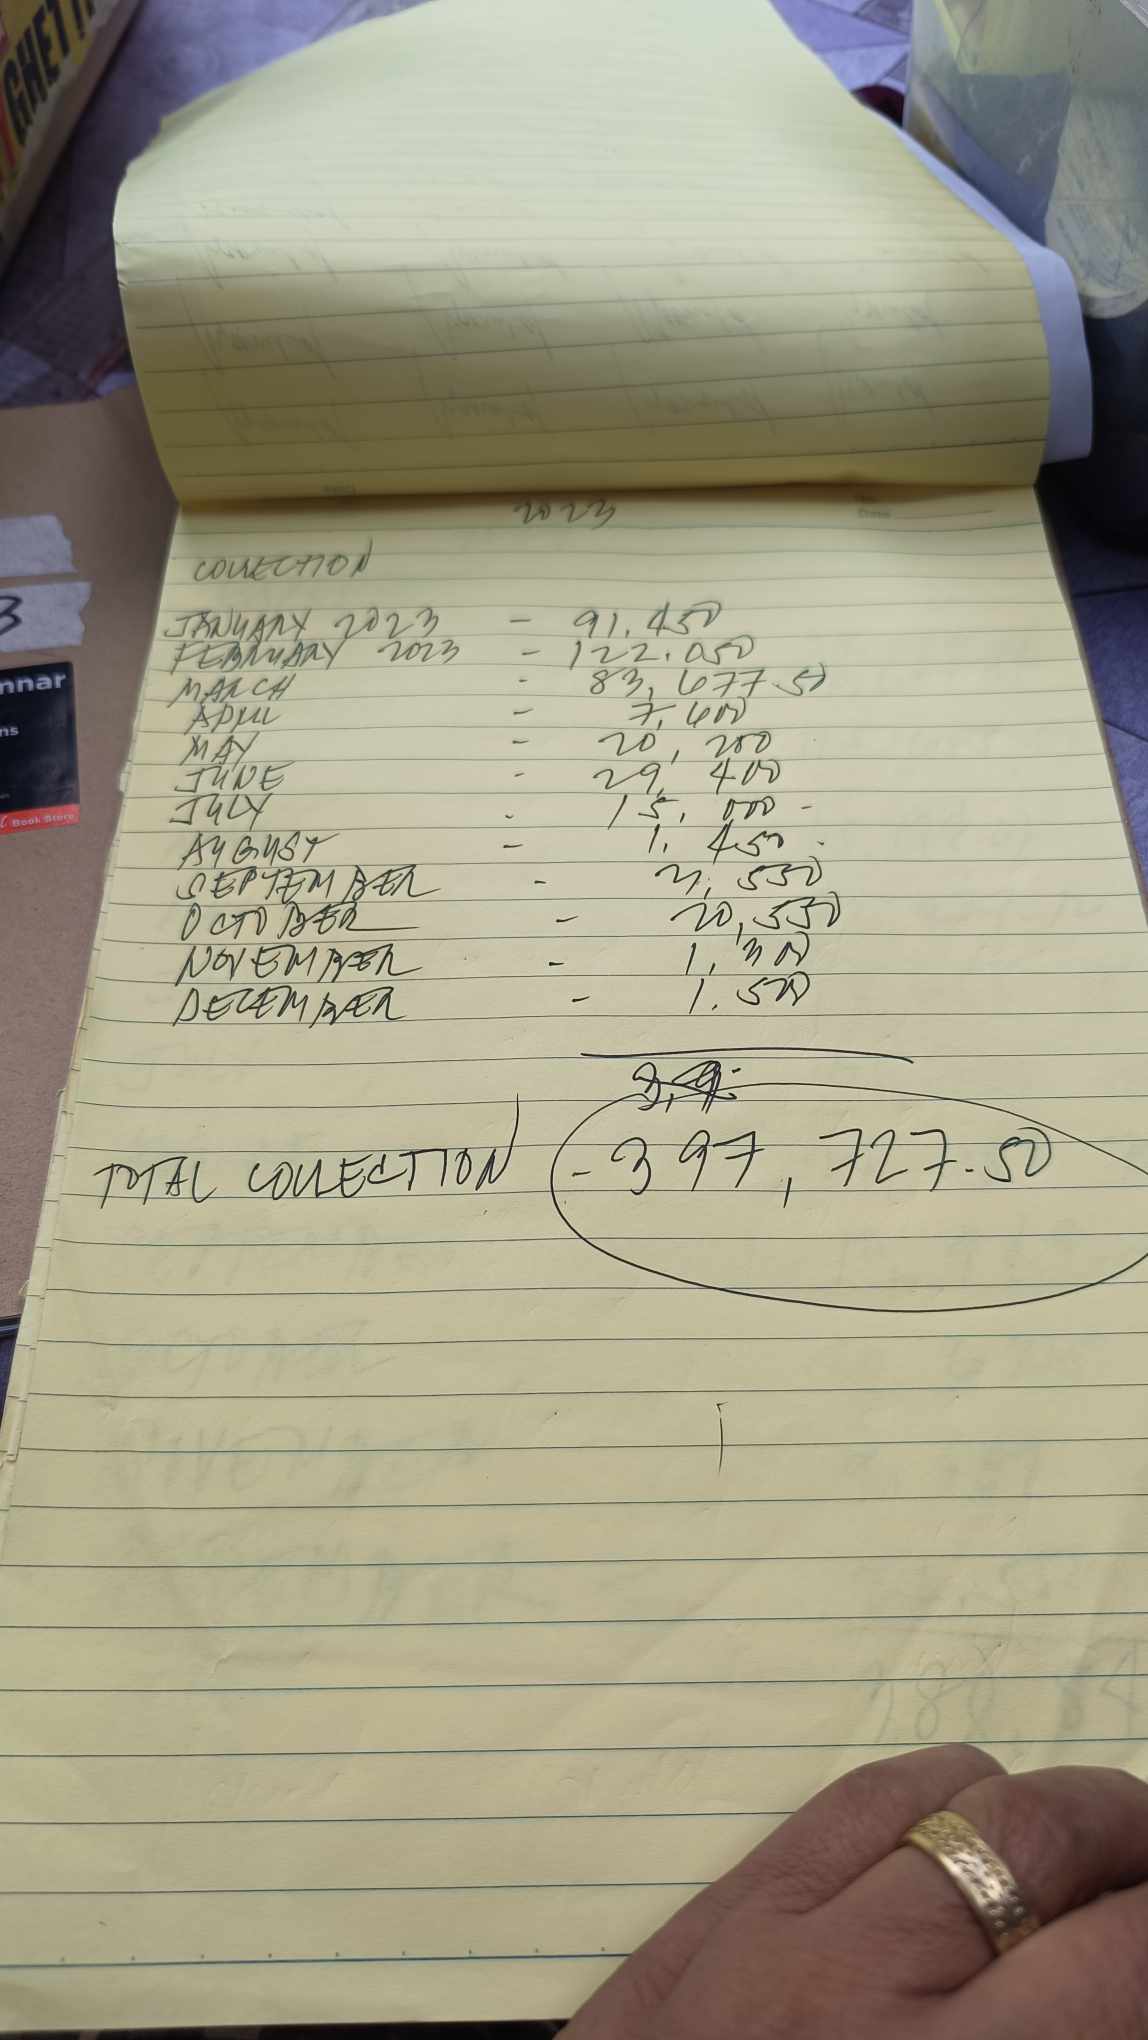 GHETT
2023
COLLECTION
JANUARY 2023 - 91,450
FEBRUARY 2023 - 122.050
MARCH - 83,677.50
APRIL - 7,600
MAY - 20,200
JUNE - 29,400
JULY - 15,000 -
AUGUST - 1,450
SEPTEMBER - 3,550
OCTOBER - 20,550
NOVEMBER - 1,300
DECEMBER - 1.500
TOTAL COLLECTION - 397,727.50
3
nnar
ns
Book Store